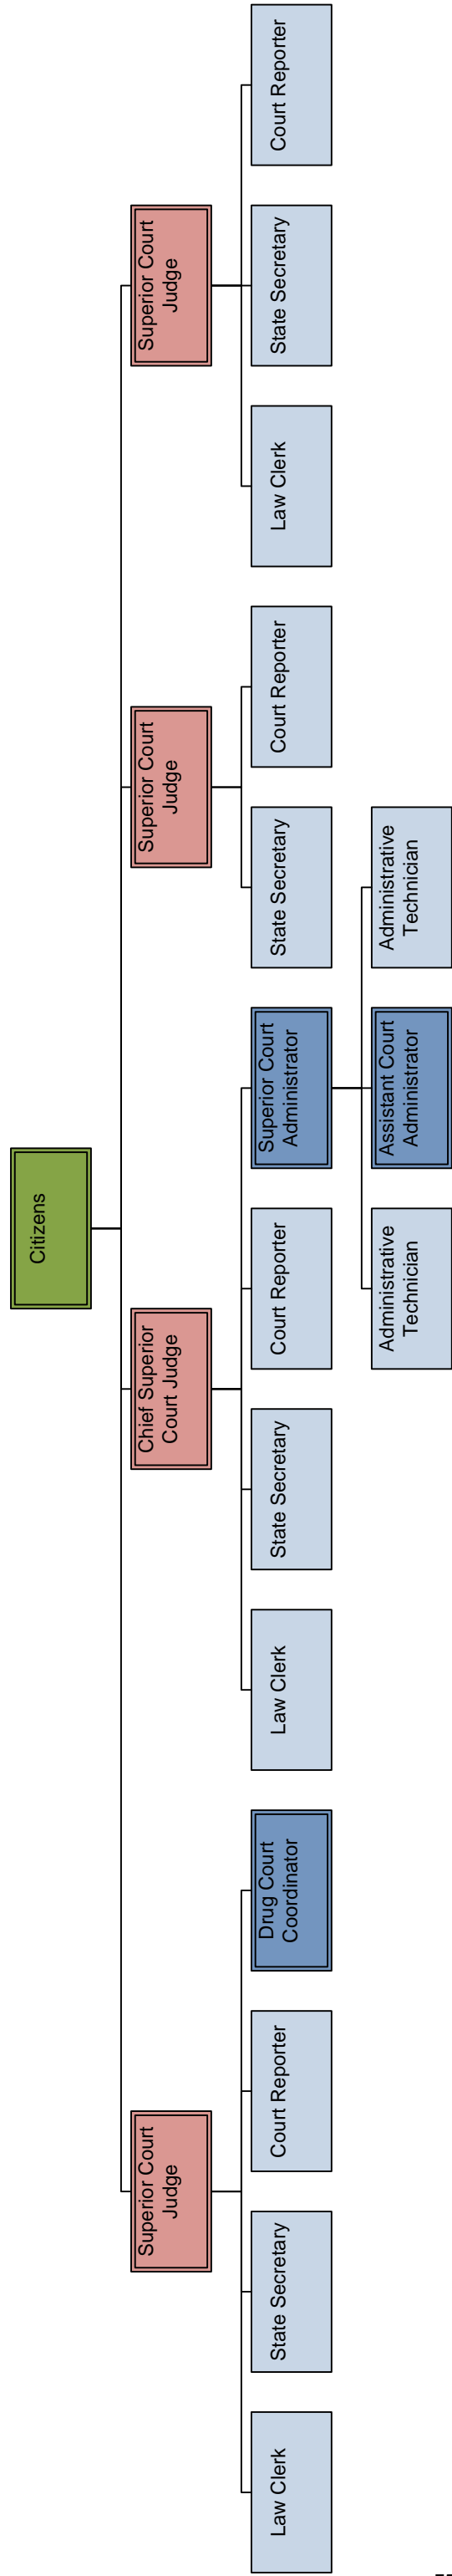 Citizens
Superior Court
Judge
Chief Superior
Court Judge
Superior Court
Judge
Superior Court
Judge
Law Clerk
State Secretary
Court Reporter
Drug Court
Coordinator
Law Clerk
State Secretary
Court Reporter
Superior Court
Administrator
State Secretary
Court Reporter
Law Clerk
State Secretary
Court Reporter
Administrative
Technician
Assistant Court
Administrator
Administrative
Technician